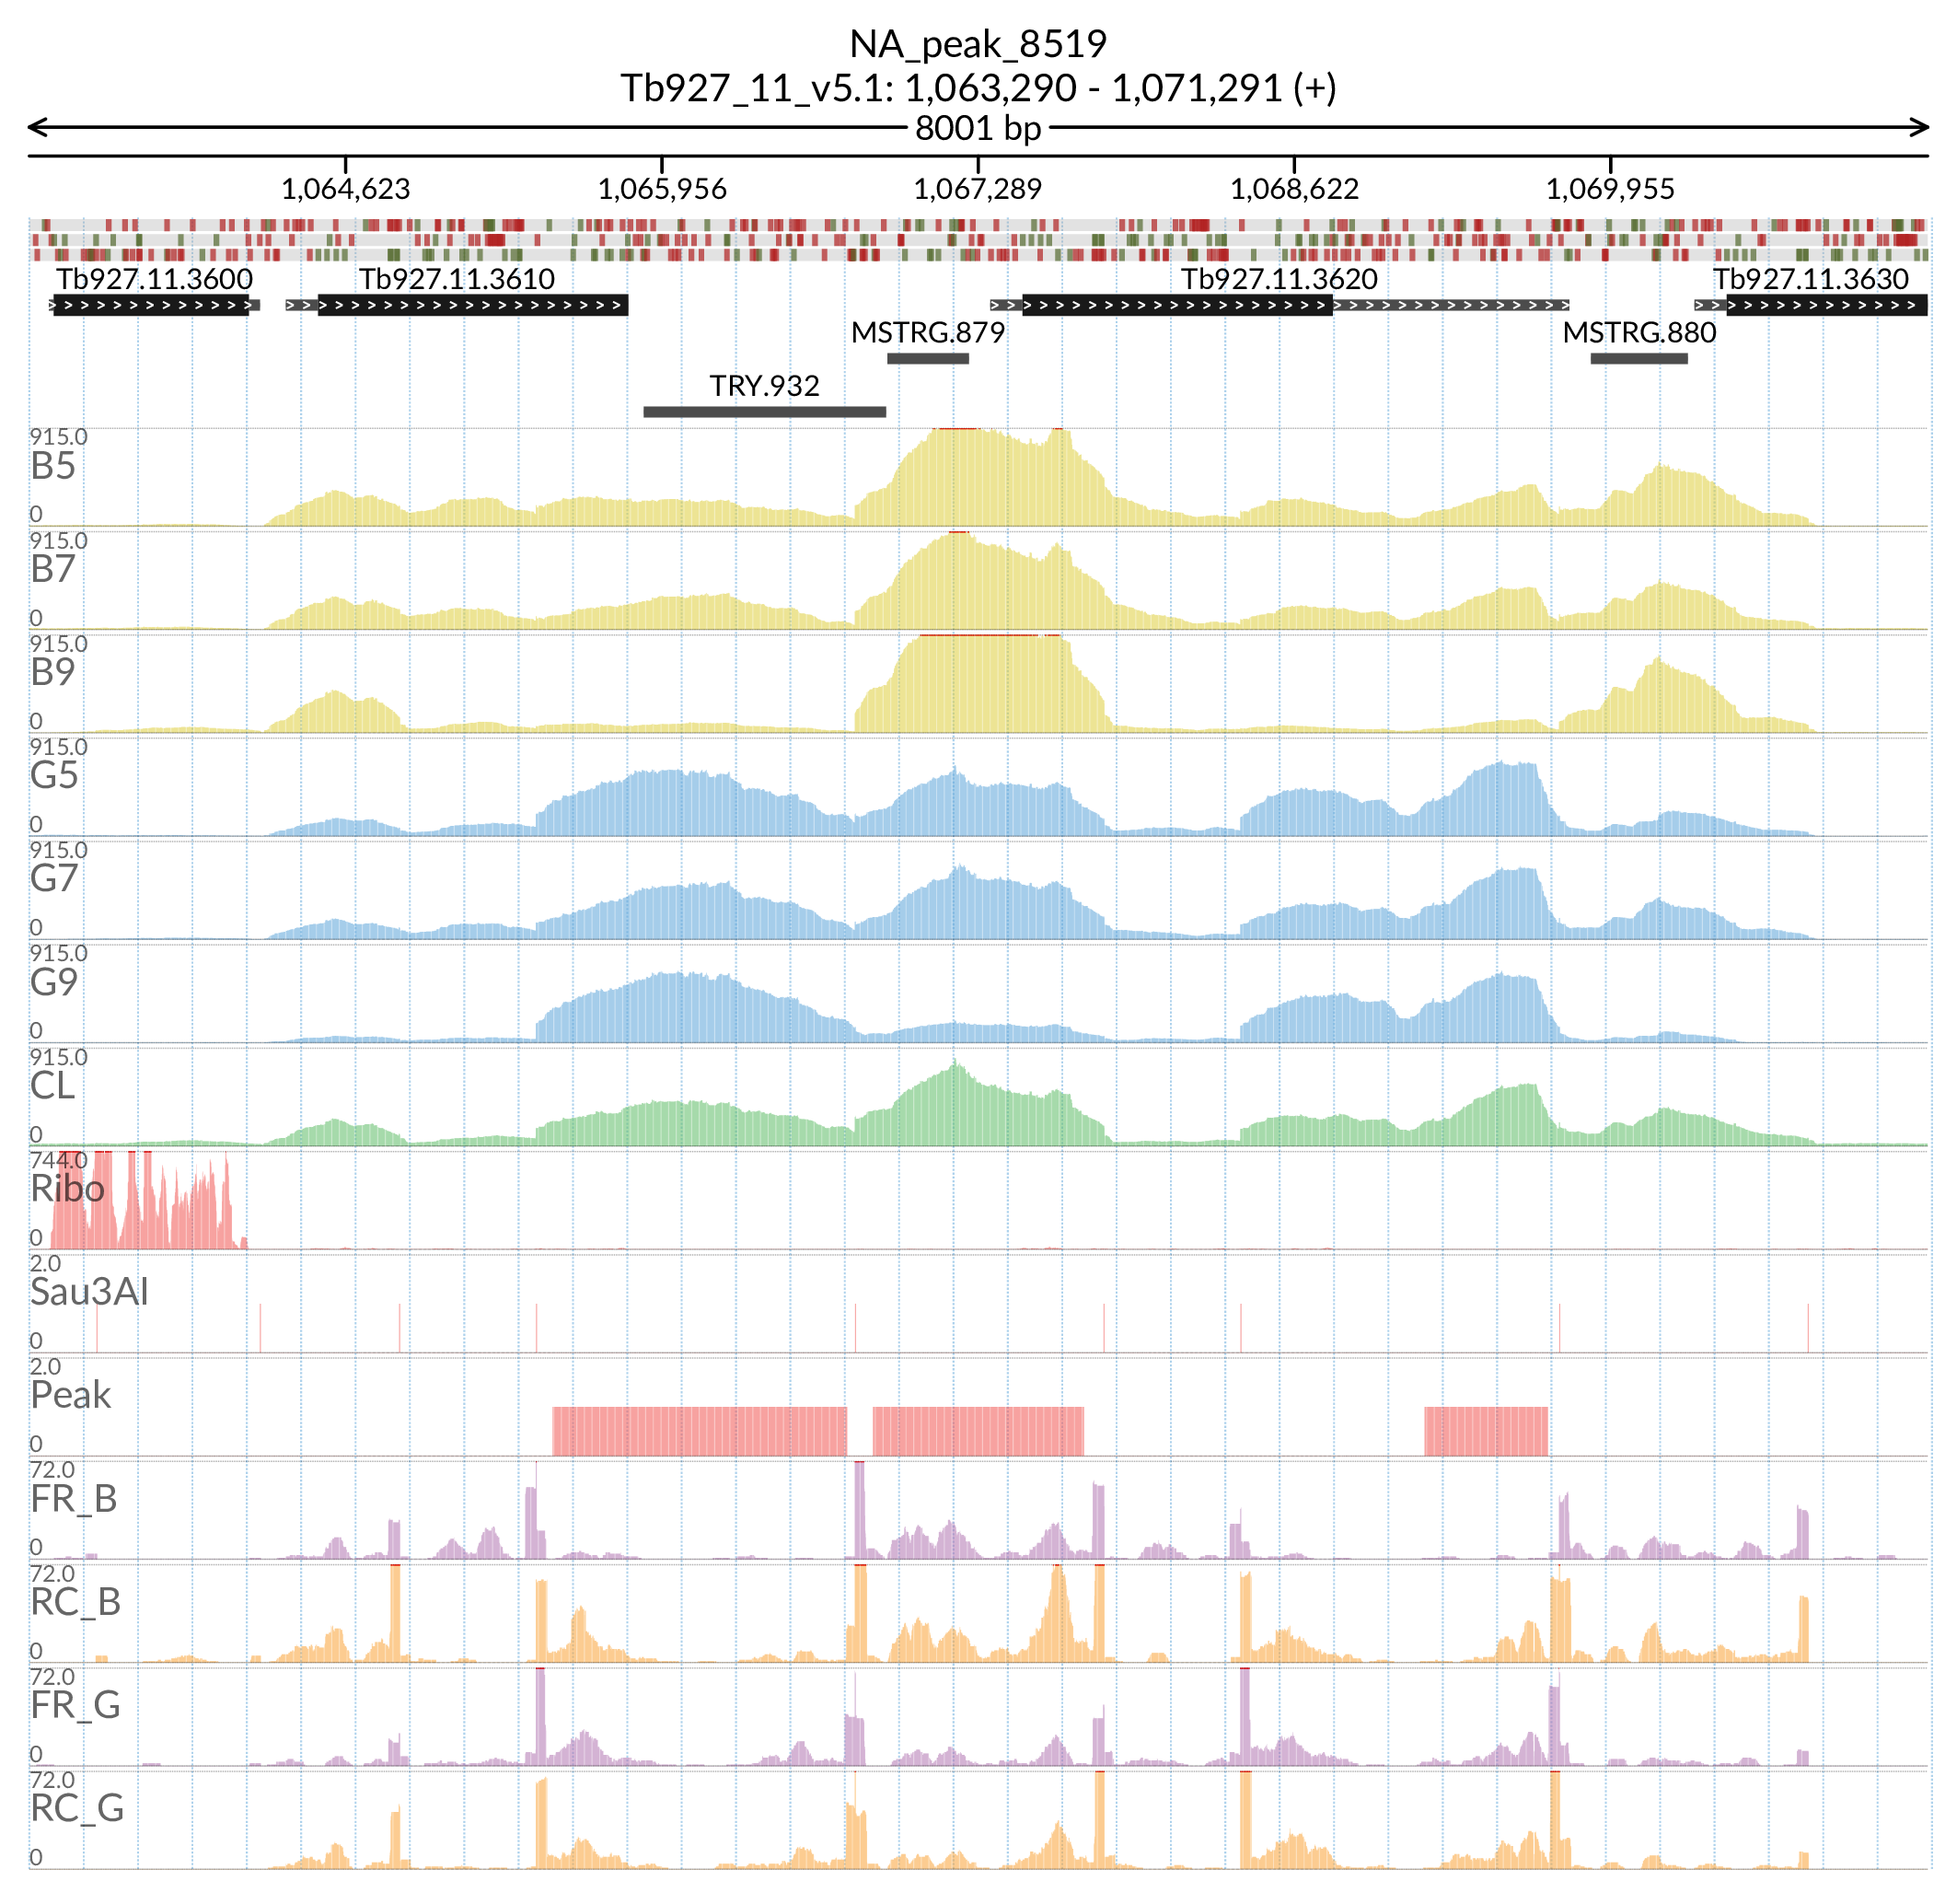 NA_peak_8519
Tb927_11_v5.1: 1,063,290 - 1,071,291 (+)
8001 bp
1,064,623 1,065,956 1,067,289 1,068,622 1,069,955
Tb927.11.3600 Tb927.11.3610 Tb927.11.3620 Tb927.11.3630
MSTRG.879 MSTRG.880
TRY.932
915.0
B5
0
915.0
B7
0
915.0
B9
0
915.0
G5
0
915.0
G7
0
915.0
G9
0
915.0
CL
0
744.0
Ribo
0
2.0
Sau3AI
0
2.0
Peak
0
72.0
FR_B
0
72.0
RC_B
0
72.0
FR_G
0
72.0
RC_G
0